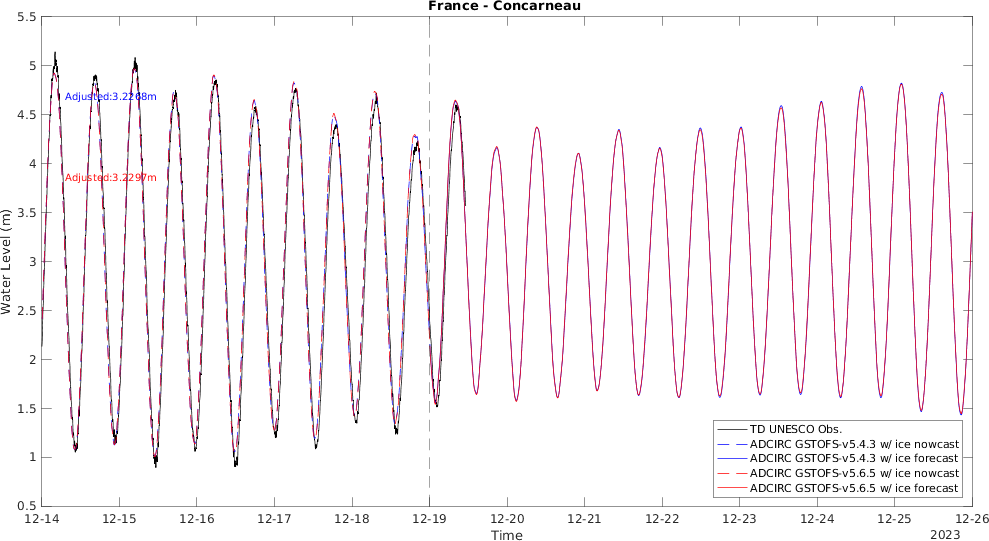 France - Concarneau
5.5
5
4.5
4
3.5
3
2.5
2
1.5
1
0.5
Water Level (m)
Adjusted:3.2268m
Adjusted:3.2297m
TD UNESCO Obs.
ADCIRC GSTOFS-v5.4.3 w/ ice nowcast
ADCIRC GSTOFS-v5.4.3 w/ ice forecast
ADCIRC GSTOFS-v5.6.5 w/ ice nowcast
ADCIRC GSTOFS-v5.6.5 w/ ice forecast
12-14 12-15 12-16 12-17 12-18 12-19 12-20 12-21 12-22 12-23 12-24 12-25 12-26
Time
2023